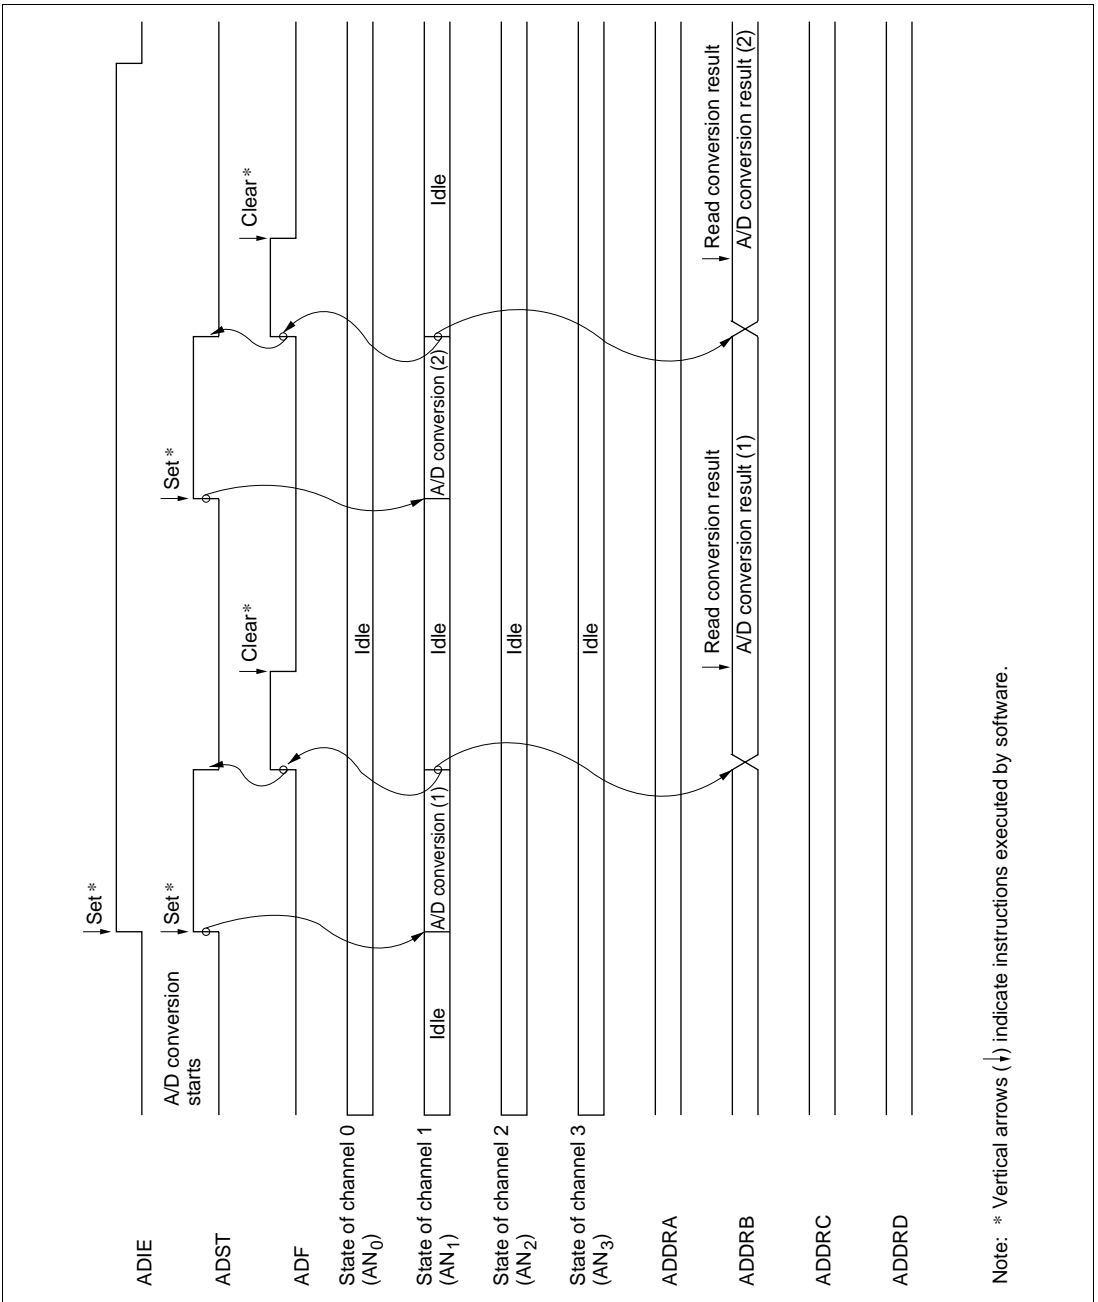 ADIE
Set *
ADST
A/D conversion
starts
Set *
Set *
ADF
Clear *
Clear *
State of channel 0
(AN0)
Idle
State of channel 1
(AN1)
Idle
A/D conversion (1)
Idle
A/D conversion (2)
Idle
State of channel 2
(AN2)
Idle
State of channel 3
(AN3)
Idle
ADDRA
ADDRB
Read conversion result
A/D conversion result (1)
Read conversion result
A/D conversion result (2)
ADDRC
ADDRD
Note: * Vertical arrows (↓) indicate instructions executed by software.